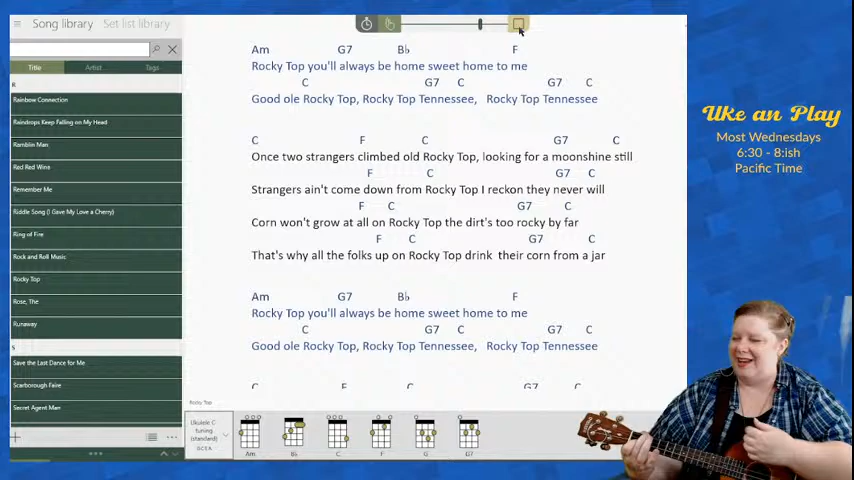 Song library Set list library
Title Artist Tags
R
Rainbow Connection
Raindrops Keep Falling on My Head
Ramblin Man
Red Red Wine
Remember Me
Riddle Song (I Gave My Love a Cherry)
Ring of Fire
Rock and Roll Music
Rocky Top
Rose, The
Runaway
S
Save the Last Dance for Me
Scarborough Faire
Secret Agent Man
Am G7 B♭ F
Rocky Top you'll always be home sweet home to me
C G7 C G7 C
Good ole Rocky Top, Rocky Top Tennessee, Rocky Top Tennessee
C F C G7 C
Once two strangers climbed old Rocky Top, looking for a moonshine still
F C G7 C
Strangers ain't come down from Rocky Top I reckon they never will
F C G7 C
Corn won't grow at all on Rocky Top the dirt's too rocky by far
F C G7 C
That's why all the folks up on Rocky Top drink their corn from a jar
Am G7 B♭ F
Rocky Top you'll always be home sweet home to me
C G7 C G7 C
Good ole Rocky Top, Rocky Top Tennessee, Rocky Top Tennessee
C F C G7 C
Rocky Top
Ukulele C
tuning
(standard)
GCEA
Am B♭ C F G G7
Uke an Play
Most Wednesdays
6:30 - 8:ish
Pacific Time